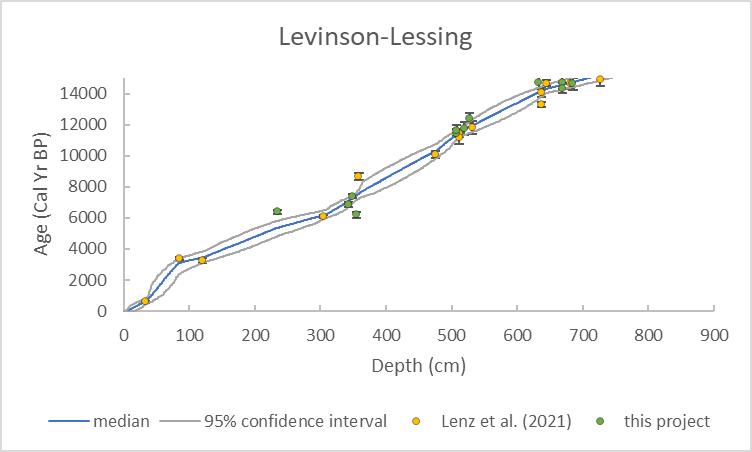 Levinson-Lessing
14000
12000
10000
8000
6000
4000
2000
0
Age (Cal Yr BP)
0 100 200 300 400 500 600 700 800 900
Depth (cm)
median 95% confidence interval Lenz et al. (2021) this project